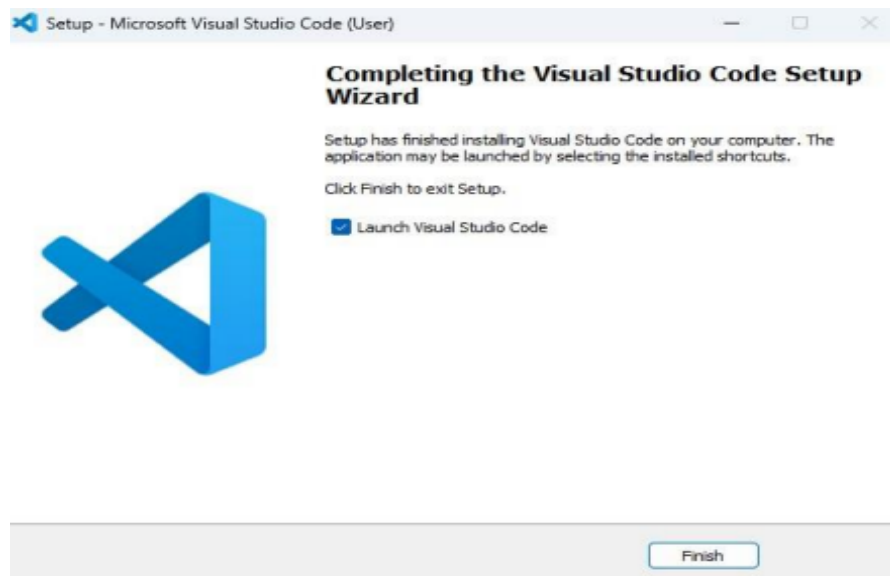 Setup - Microsoft Visual Studio Code (User)
Completing the Visual Studio Code Setup
Wizard
Setup has finished installing Visual Studio Code on your computer. The
application may be launched by selecting the installed shortcuts.
Click Finish to exit Setup.
Launch Visual Studio Code
Finish